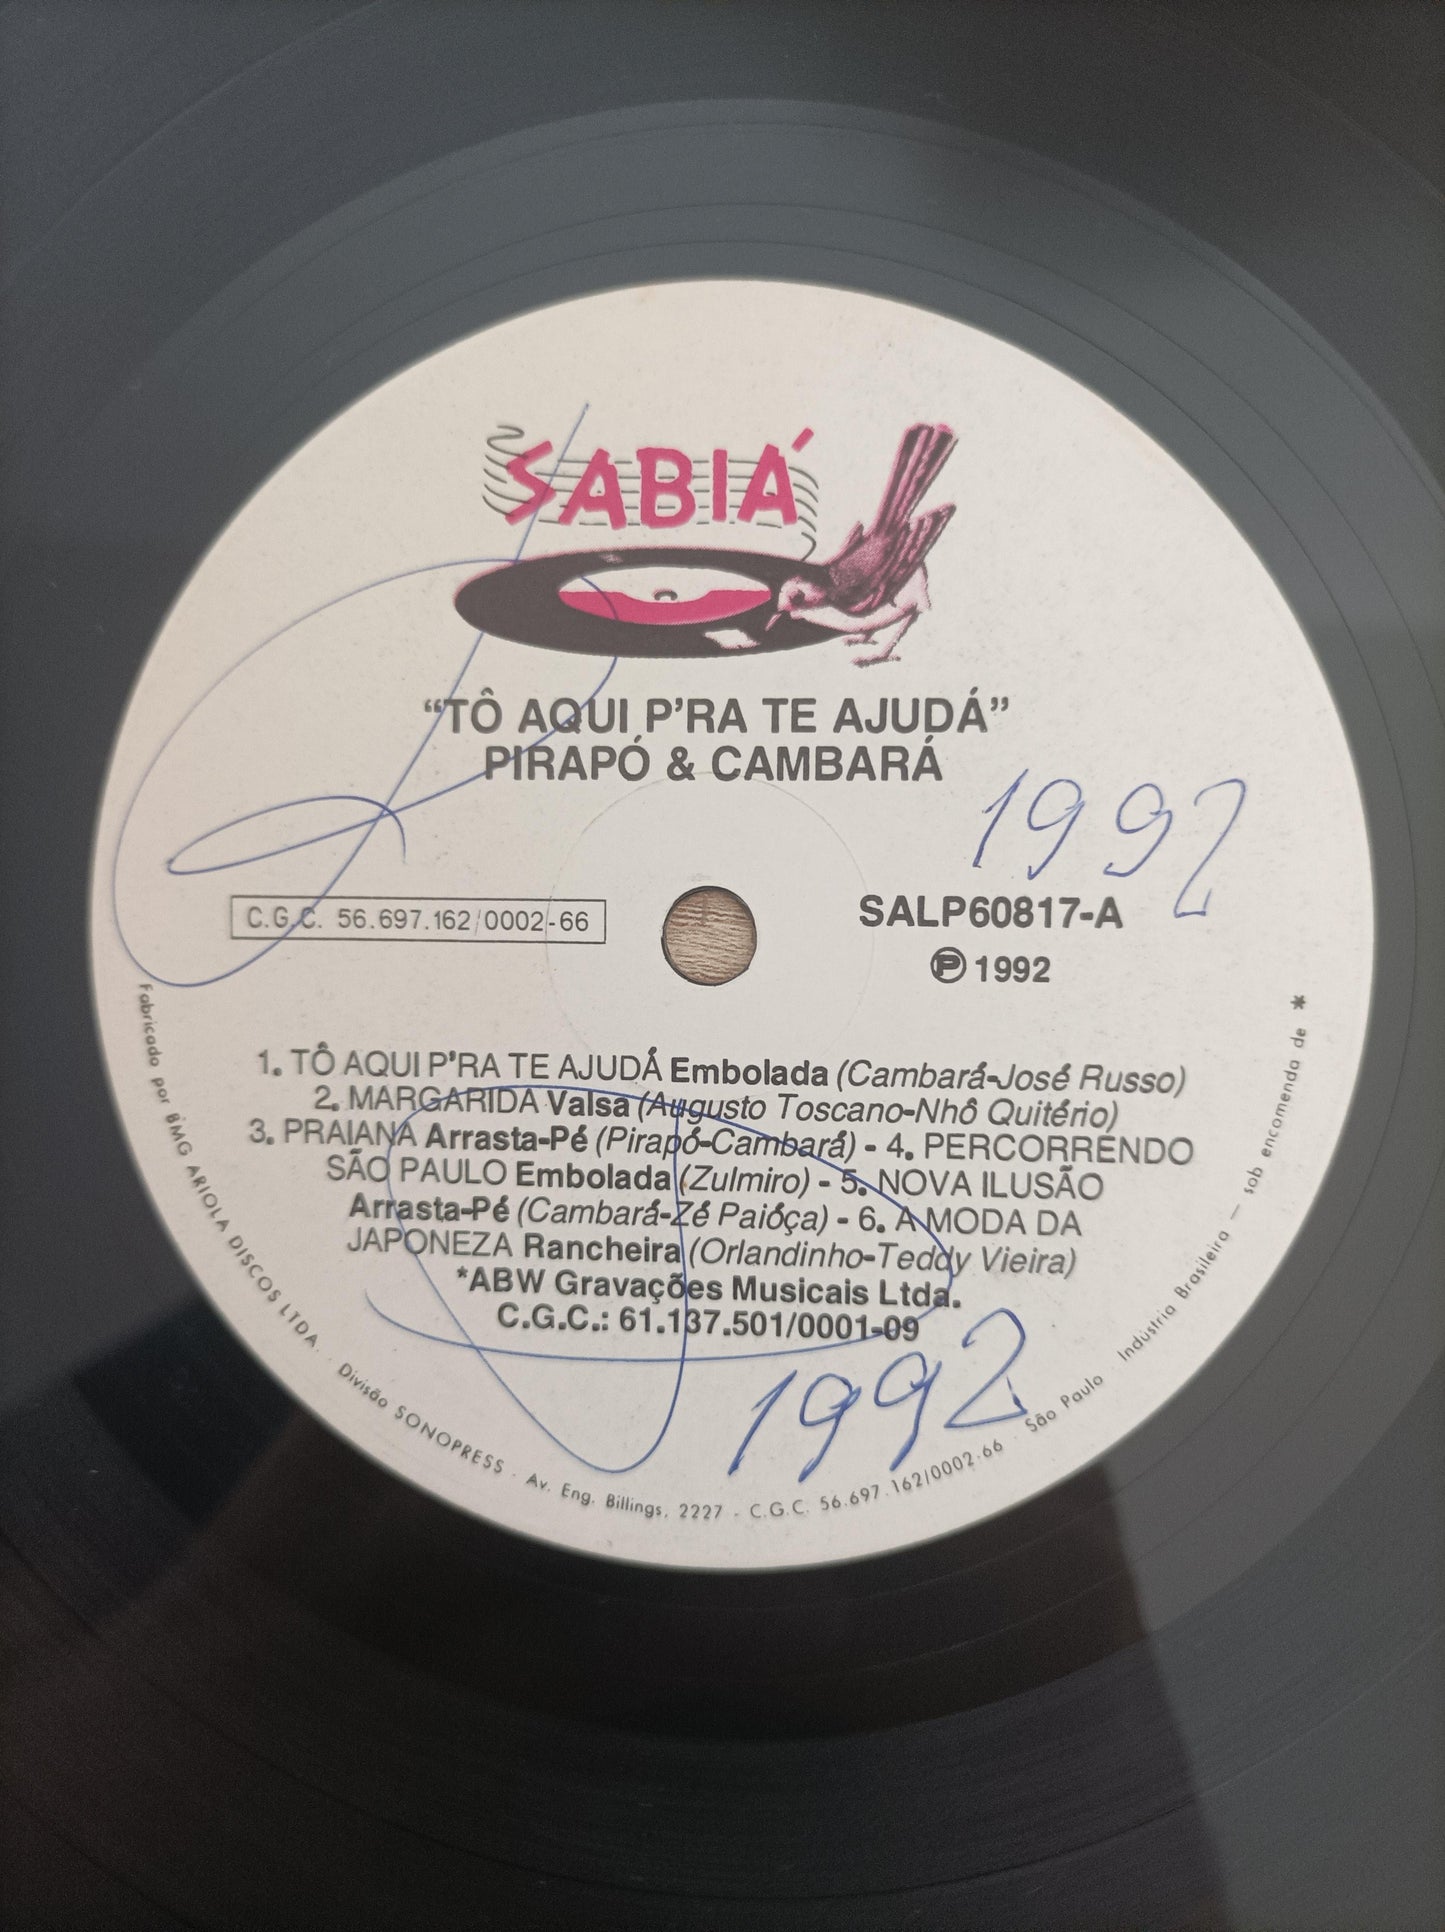 SABIÁ
“TÔ AQUI P’RA TE AJUDÁ”
PIRAPÓ & CAMBARÁ
1992
C.G.C. 56.697.162/0002-66
SALP60817-A
Ⓟ 1992
1. TÔ AQUI P’RA TE AJUDÁ Embolada (Cambará-José Russo)
2. MARGARIDA Valsa (Augusto Toscano-Nhô Quitério)
3. PRAIANA Arrasta-Pé (Pirapó-Cambará) - 4. PERCORRENDO
SÃO PAULO Embolada (Zulmiro) - 5. NOVA ILUSÃO
Arrasta-Pé (Cambará-Zé Paióça) - 6. A MODA DA
JAPONEZA Rancheira (Orlandinho-Teddy Vieira)
*ABW Gravações Musicais Ltda.
C.G.C.: 61.137.501/0001-09
1992
Fabricado por BMG ARIOLA DISCOS LTDA. · Divisão SONOPRESS · Av. Eng. Billings, 2227 - C.G.C. 56.697.162/0002-66 · São Paulo · Indústria Brasileira — sob encomenda de *